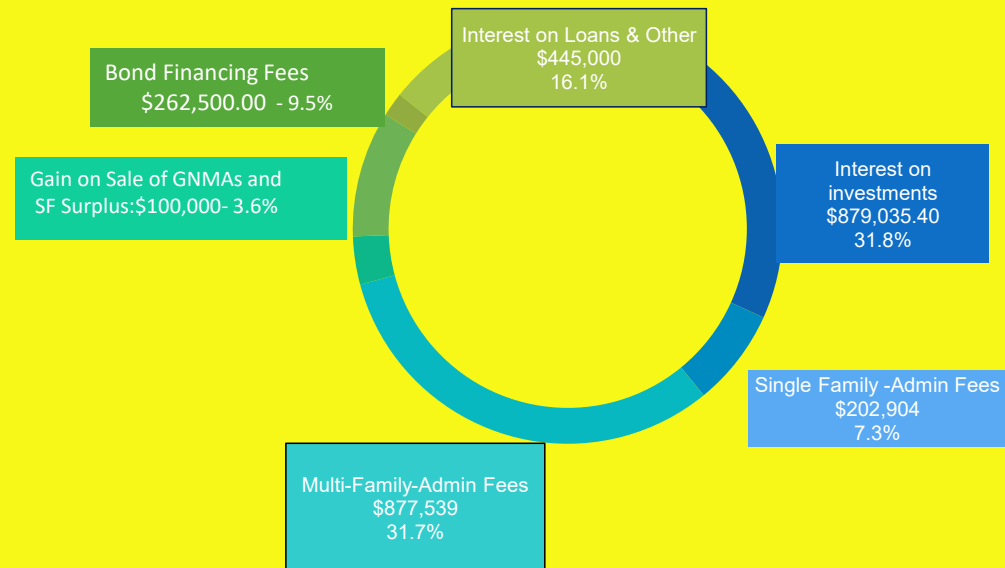 Interest on Loans & Other
$445,000
16.1%
Bond Financing Fees
$262,500.00 - 9.5%
Gain on Sale of GNMAs and
SF Surplus:$100,000- 3.6%
Interest on
investments
$879,035.40
31.8%
Single Family -Admin Fees
$202,904
7.3%
Multi-Family-Admin Fees
$877,539
31.7%